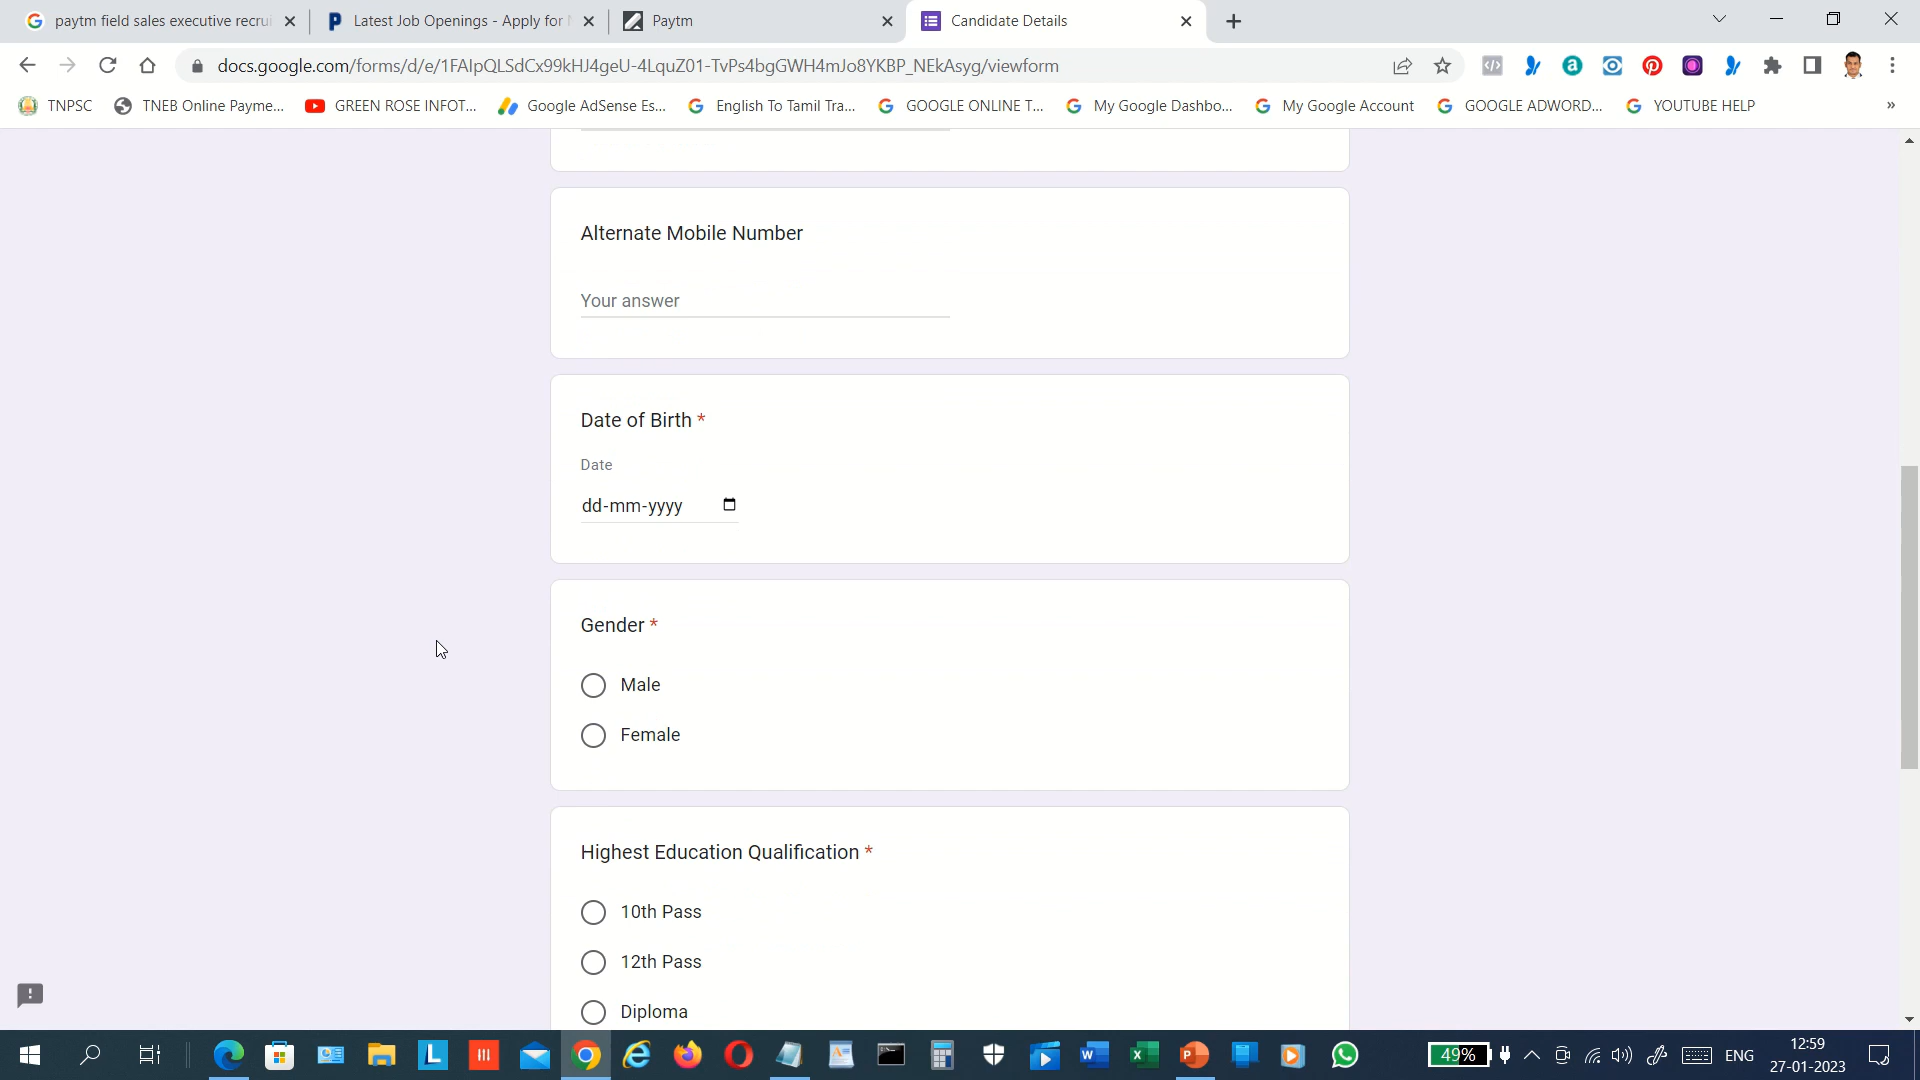 paytm field sales executive recrui
Latest Job Openings - Apply for
Paytm
Candidate Details
docs.google.com/forms/d/e/1FAIpQLSdCx99kHJ4geU-4LquZ01-TvPs4bgGWH4mJo8YKBP_NEkAsyg/viewform
TNPSC
TNEB Online Payme...
GREEN ROSE INFOT...
Google AdSense Es...
English To Tamil Tra...
GOOGLE ONLINE T...
My Google Dashbo...
My Google Account
GOOGLE ADWORD...
YOUTUBE HELP
»
Alternate Mobile Number
Your answer
Date of Birth *
Date
dd-mm-yyyy
Gender *
Male
Female
Highest Education Qualification *
10th Pass
12th Pass
Diploma
49%
ENG
12:59
27-01-2023